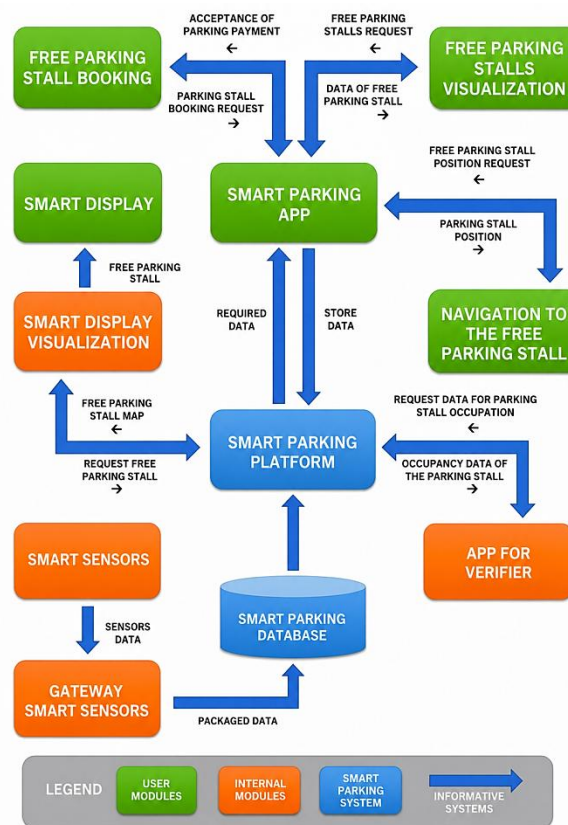 ACCEPTANCE OF
PARKING PAYMENT
←
FREE PARKING
STALLS REQUEST
←
FREE PARKING
STALL BOOKING
PARKING STALL
BOOKING REQUEST
→
DATA OF FREE
PARKING STALL
→
FREE PARKING
STALLS
VISUALIZATION
FREE PARKING STALL
POSITION REQUEST
←
SMART DISPLAY
SMART PARKING
APP
PARKING STALL
POSITION
→
FREE PARKING
STALL
SMART DISPLAY
VISUALIZATION
REQUIRED
DATA
STORE
DATA
NAVIGATION TO
THE FREE
PARKING STALL
FREE PARKING
STALL MAP
←
REQUEST FREE
PARKING STALL
→
SMART PARKING
PLATFORM
REQUEST DATA FOR PARKING
STALL OCCUPATION
←
OCCUPANCY DATA OF
THE PARKING STALL
→
SMART SENSORS
APP FOR
VERIFIER
SENSORS
DATA
SMART PARKING
DATABASE
GATEWAY
SMART SENSORS
PACKAGED DATA
LEGEND
USER
MODULES
INTERNAL
MODULES
SMART
PARKING
SYSTEM
INFORMATIVE
SYSTEMS